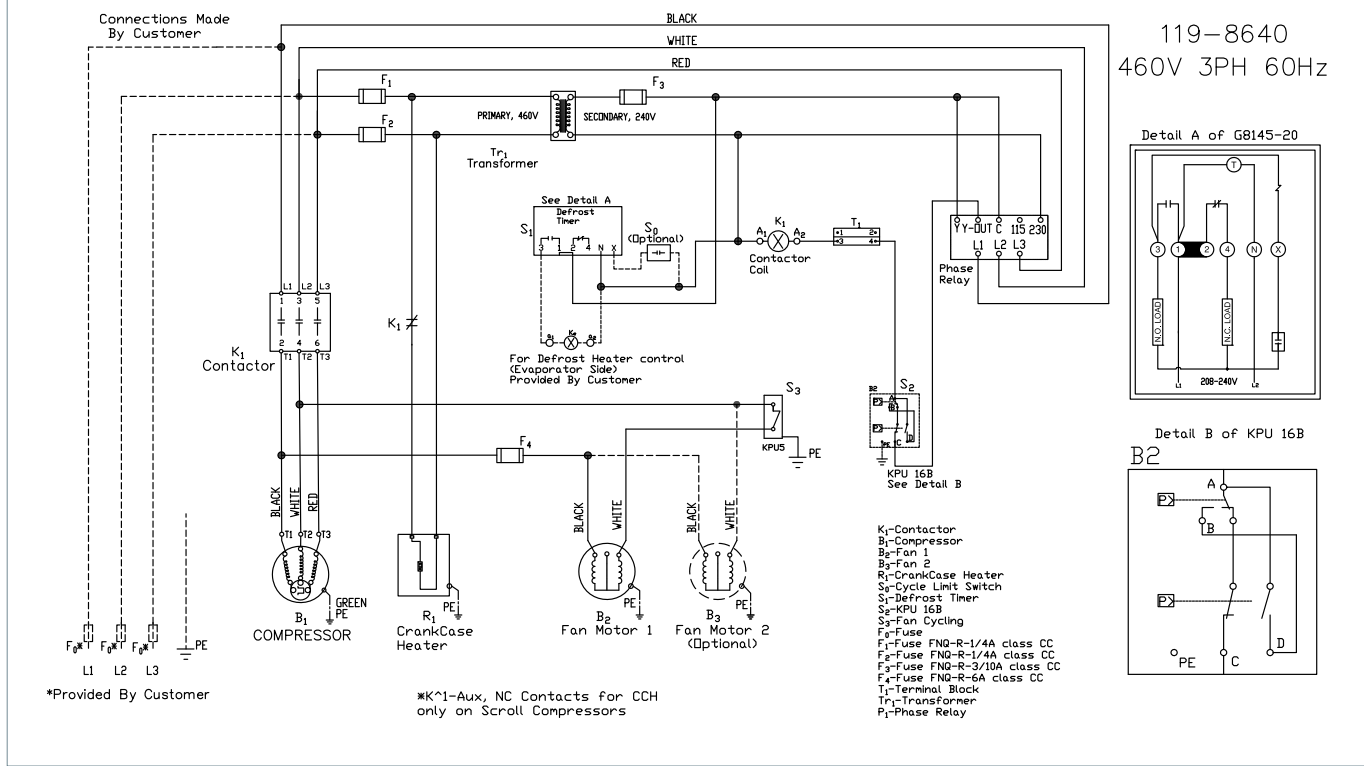 Connections Made
By Customer
BLACK
WHITE
RED
119-8640
460V 3PH 60Hz
F1
F2
F3
PRIMARY, 460V
SECONDARY, 240V
Tr1
Transformer
See Detail A
Defrost
Timer
S1
3 1 2 4 N X
S0
(Optional)
A1 K1 A2
Contactor
Coil
T1
1 2
3 4
Y Y-OUT C 115 230
L1 L2 L3
Phase
Relay
Detail A of G8145-20
T
3 1 2 4 N X
N.O. LOAD
N.C. LOAD
L1 208-240V L2
L1 L2 L3
1 3 5
2 4 6
T1 T2 T3
K1
Contactor
K1
For Defrost Heater control
(Evaporator Side)
Provided By Customer
S3
KPU5
PE
B2 S2
P
A
B
P
D
PE C
KPU 16B
See Detail B
F4
Detail B of KPU 16B
B2
A
P
B
P
D
PE
C
BLACK
WHITE
RED
T1 T2 T3
GREEN
PE
B1
COMPRESSOR
PE
R1
CrankCase
Heater
BLACK
WHITE
PE
B2
Fan Motor 1
BLACK
WHITE
PE
B3
Fan Motor 2
(Optional)
F0* F0* F0* PE
L1 L2 L3
*Provided By Customer
*K^1-Aux, NC Contacts for CCH
only on Scroll Compressors
K1-Contactor
B1-Compressor
B2-Fan 1
B3-Fan 2
R1-CrankCase Heater
S0-Cycle Limit Switch
S1-Defrost Timer
S2-KPU 16B
S3-Fan Cycling
F0-Fuse
F1-Fuse FNQ-R-1/4A class CC
F2-Fuse FNQ-R-1/4A class CC
F3-Fuse FNQ-R-3/10A class CC
F4-Fuse FNQ-R-6A class CC
T1-Terminal Block
Tr1-Transformer
P1-Phase Relay